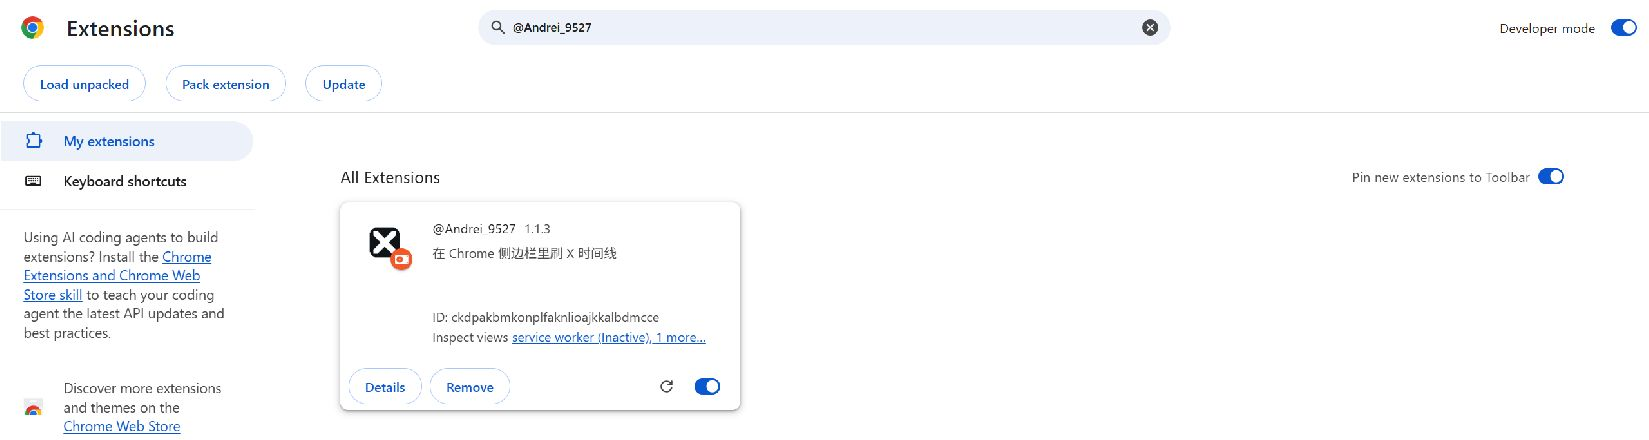 Extensions
@Andrei_9527
Developer mode
Load unpacked
Pack extension
Update
My extensions
Keyboard shortcuts
Using AI coding agents to build
extensions? Install the Chrome
Extensions and Chrome Web
Store skill to teach your coding
agent the latest API updates and
best practices.
Discover more extensions
and themes on the
Chrome Web Store
All Extensions
Pin new extensions to Toolbar
@Andrei_9527 1.1.3
在 Chrome 侧边栏里刷 X 时间线
ID: ckdpakbmkonplfaknlioajkkalbdmcce
Inspect views service worker (Inactive), 1 more...
Details
Remove